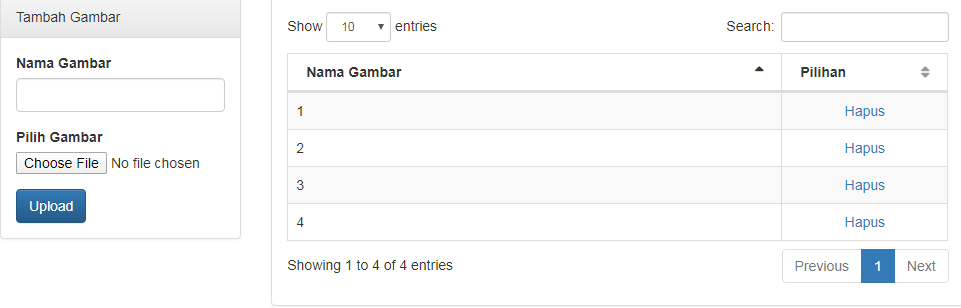 Tambah Gambar
Nama Gambar
Pilih Gambar
Choose File No file chosen
Upload
Show 10 entries
Search:
Nama Gambar Pilihan
1 Hapus
2 Hapus
3 Hapus
4 Hapus
Showing 1 to 4 of 4 entries
Previous 1 Next